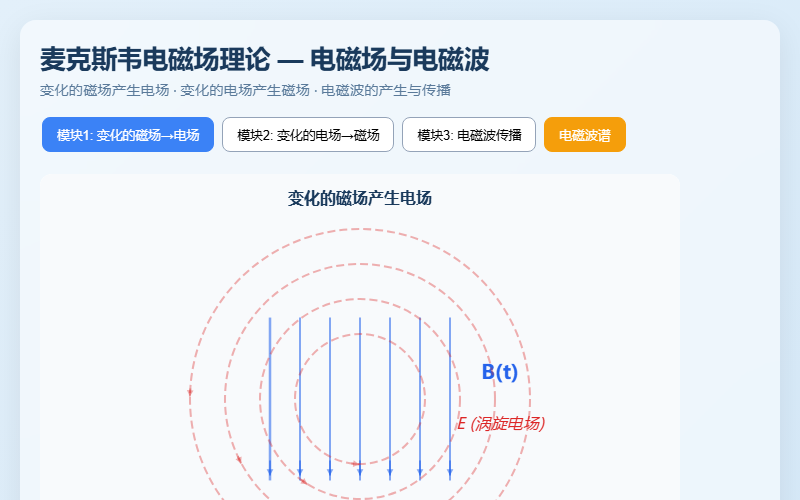 麦克斯韦电磁场理论 — 电磁场与电磁波
变化的磁场产生电场 · 变化的电场产生磁场 · 电磁波的产生与传播
模块1: 变化的磁场→电场
模块2: 变化的电场→磁场
模块3: 电磁波传播
电磁波谱
变化的磁场产生电场
B(t)
E (涡旋电场)